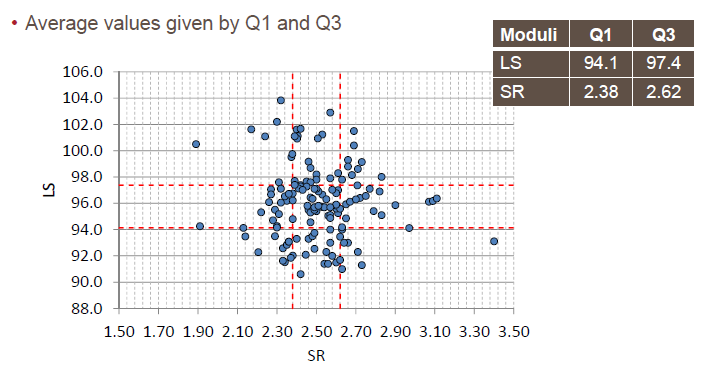 • Average values given by Q1 and Q3
Moduli Q1 Q3
LS 94.1 97.4
SR 2.38 2.62
106.0
104.0
102.0
100.0
98.0
96.0
94.0
92.0
90.0
88.0
LS
1.50 1.70 1.90 2.10 2.30 2.50 2.70 2.90 3.10 3.30 3.50
SR